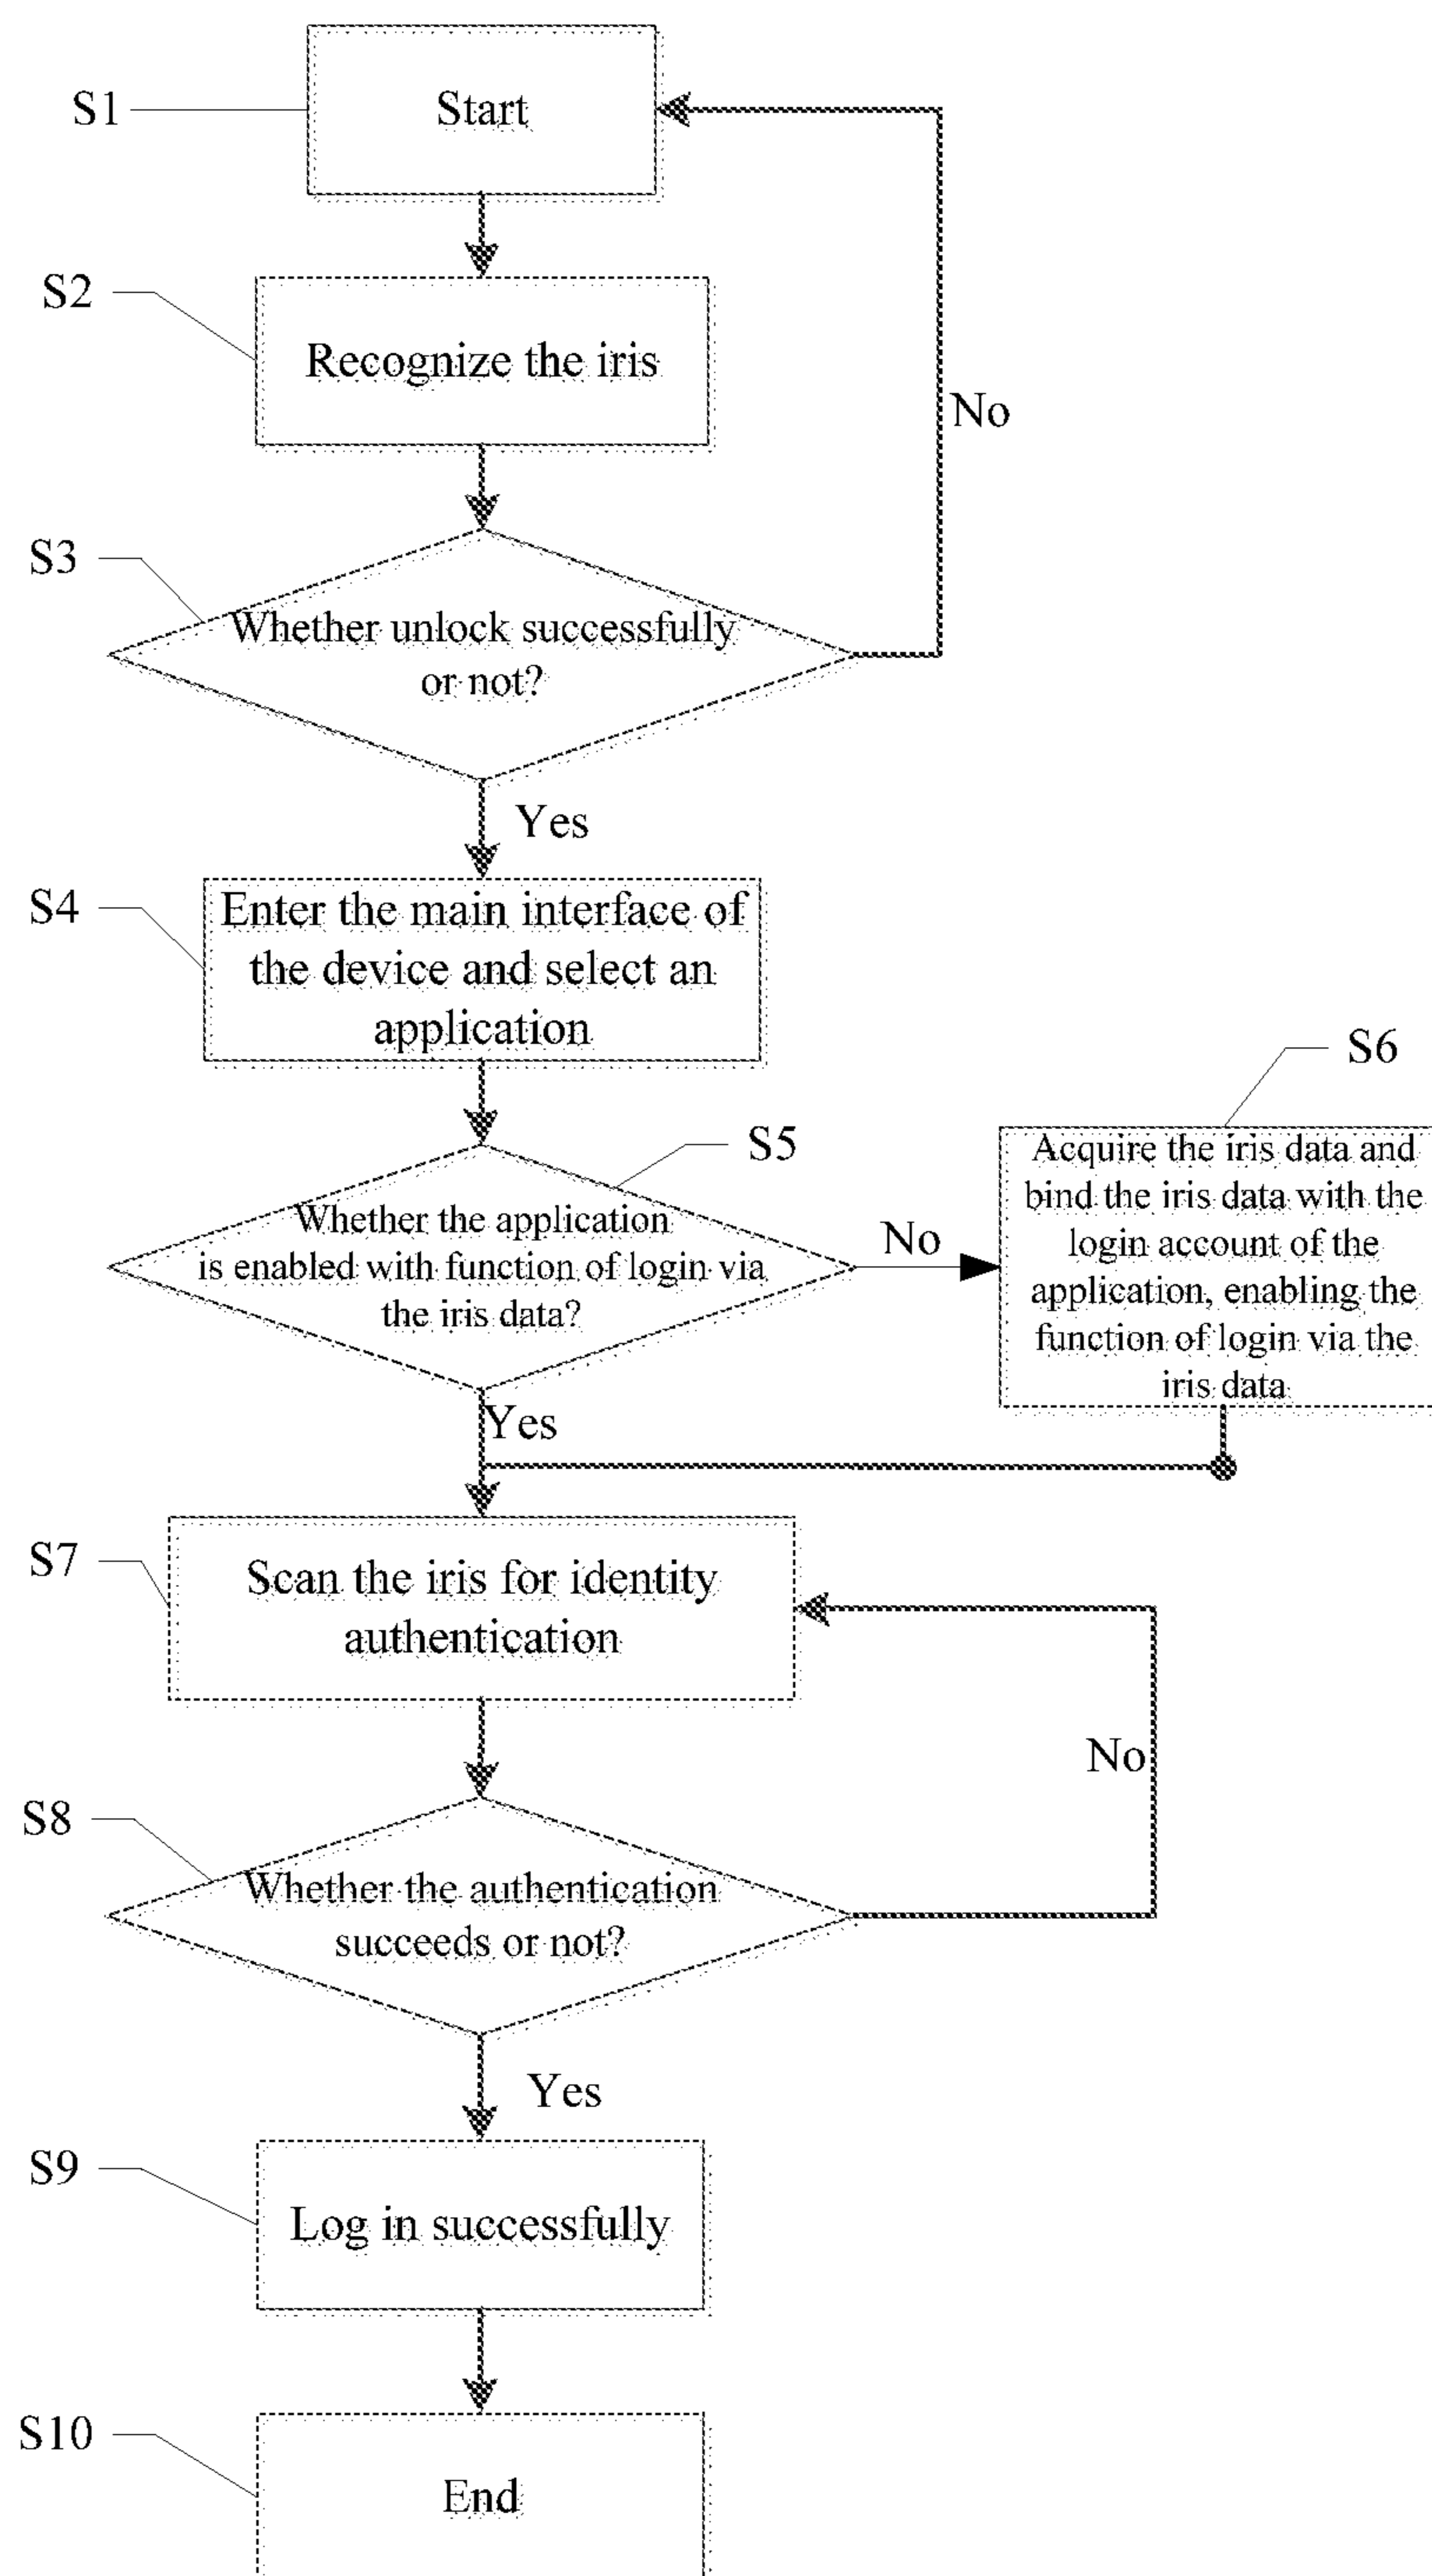 S1
Start
S2
Recognize the iris
No
S3
Whether unlock successfully
or not?
Yes
S4
Enter the main interface of
the device and select an
application
S5
Whether the application
is enabled with function of login via
the iris data?
No
S6
Acquire the iris data and
bind the iris data with the
login account of the
application, enabling the
function of login via the
iris data
Yes
S7
Scan the iris for identity
authentication
No
S8
Whether the authentication
succeeds or not?
Yes
S9
Log in successfully
S10
End